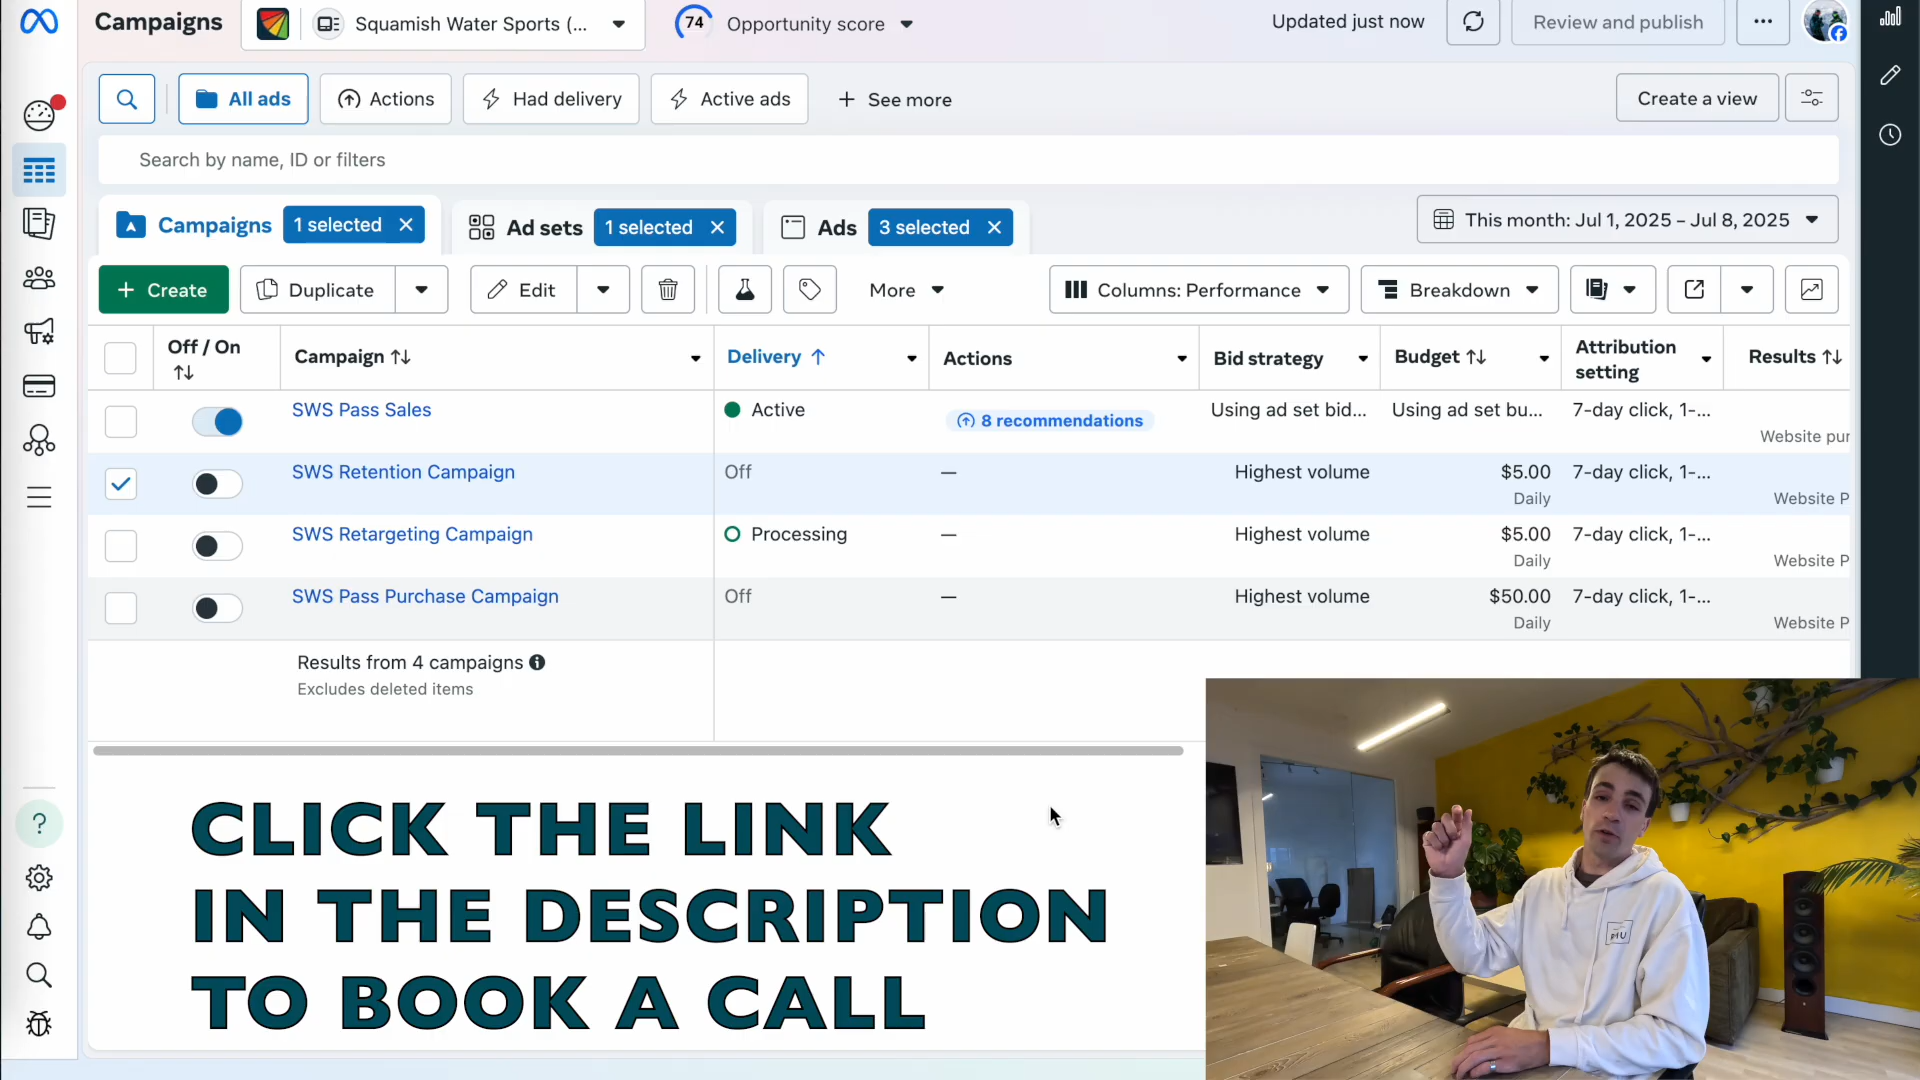 Campaigns
Squamish Water Sports (...
74 Opportunity score
Updated just now
Review and publish
All ads
Actions
Had delivery
Active ads
See more
Create a view
Search by name, ID or filters
Campaigns 1 selected
Ad sets 1 selected
Ads 3 selected
This month: Jul 1, 2025 – Jul 8, 2025
Create
Duplicate
Edit
More
Columns: Performance
Breakdown
Off / On
Campaign
Delivery
Actions
Bid strategy
Budget
Attribution
setting
Results
SWS Pass Sales
Active
8 recommendations
Using ad set bid...
Using ad set bu...
7-day click, 1-...
Website pur
SWS Retention Campaign
Off
—
Highest volume
$5.00
Daily
7-day click, 1-...
Website P
SWS Retargeting Campaign
Processing
—
Highest volume
$5.00
Daily
7-day click, 1-...
Website P
SWS Pass Purchase Campaign
Off
—
Highest volume
$50.00
Daily
7-day click, 1-...
Website P
Results from 4 campaigns
Excludes deleted items
CLICK THE LINK
IN THE DESCRIPTION
TO BOOK A CALL